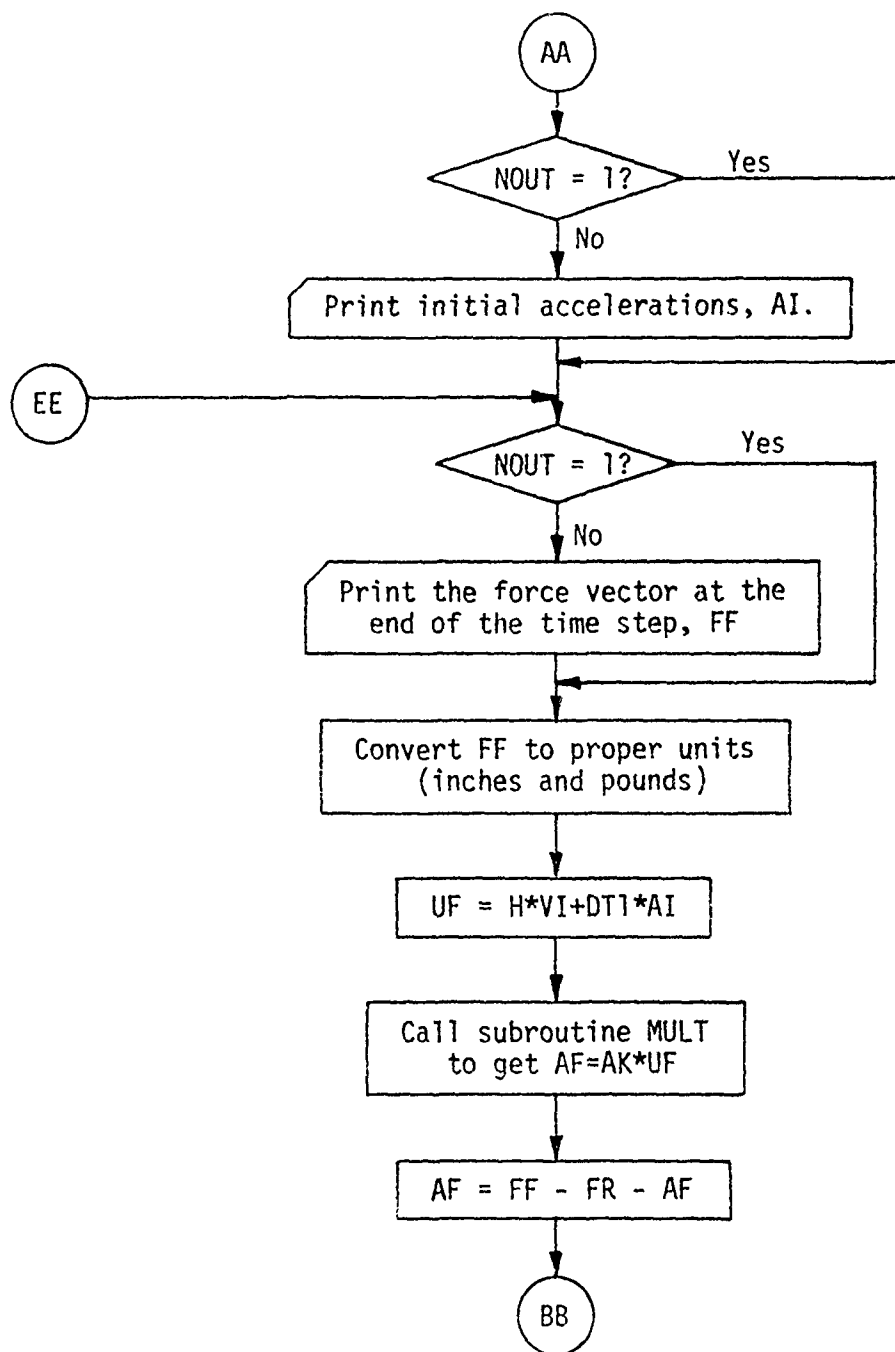 AA
NOUT = 1?
Yes
No
Print initial accelerations, AI.
EE
NOUT = 1?
Yes
No
Print the force vector at the
end of the time step, FF
Convert FF to proper units
(inches and pounds)
UF = H*VI+DT1*AI
Call subroutine MULT
to get AF=AK*UF
AF = FF - FR - AF
BB